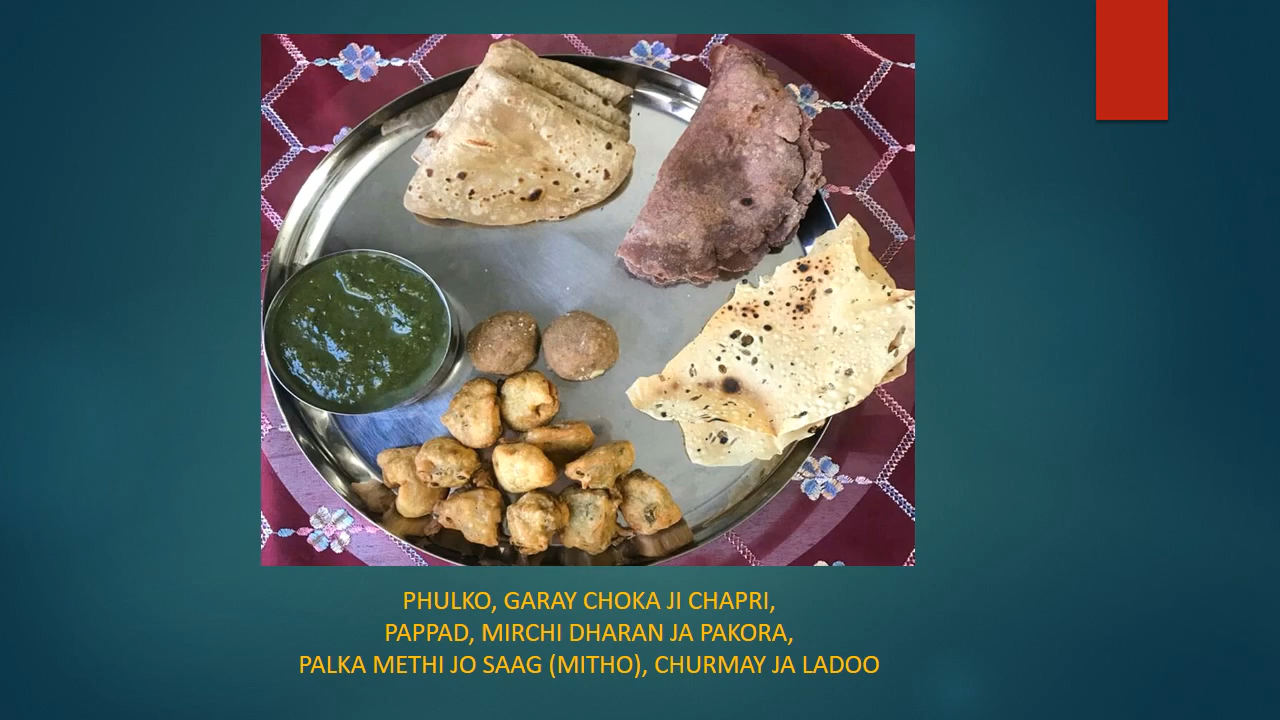 PHULKO, GARAY CHOKA JI CHAPRI,
PAPPAD, MIRCHI DHARAN JA PAKORA,
PALKA METHI JO SAAG (MITHO), CHURMAY JA LADOO